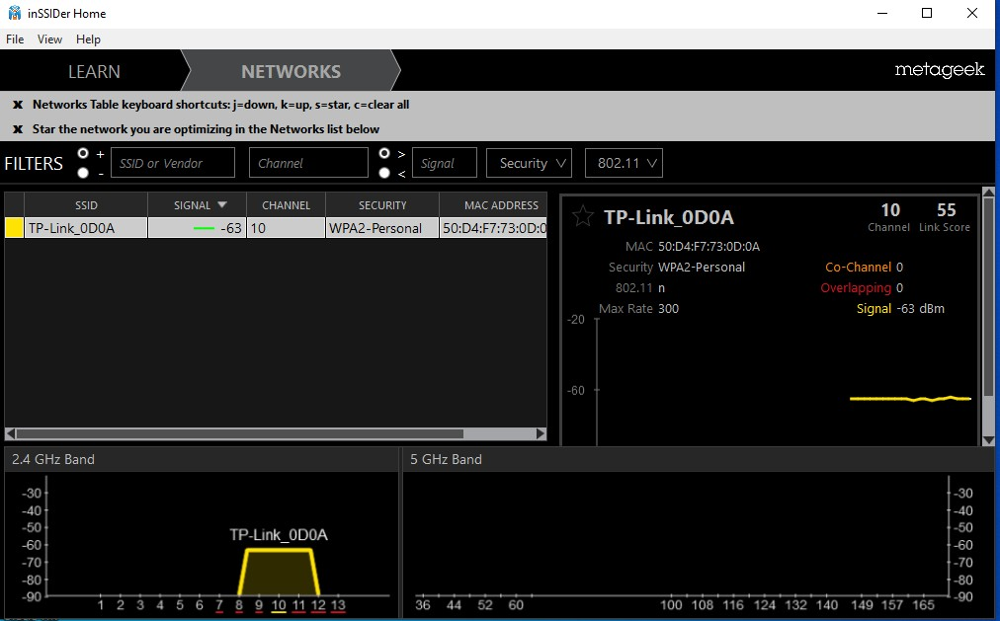 inSSIDer Home
File View Help
LEARN NETWORKS metageek
x Networks Table keyboard shortcuts: j=down, k=up, s=star, c=clear all
x Star the network you are optimizing in the Networks list below
FILTERS + - SSID or Vendor Channel > < Signal Security 802.11
SSID SIGNAL CHANNEL SECURITY MAC ADDRESS
TP-Link_0D0A -63 10 WPA2-Personal 50:D4:F7:73:0D:0
TP-Link_0D0A 10 55
Channel Link Score
MAC 50:D4:F7:73:0D:0A
Security WPA2-Personal Co-Channel 0
802.11 n Overlapping 0
Max Rate 300 Signal -63 dBm
-20
-60
2.4 GHz Band
-30
-40
-50
-60
-70
-80
-90
TP-Link_0D0A
1 2 3 4 5 6 7 8 9 10 11 12 13
5 GHz Band
-30
-40
-50
-60
-70
-80
-90
36 44 52 60 100 108 116 124 132 140 149 157 165